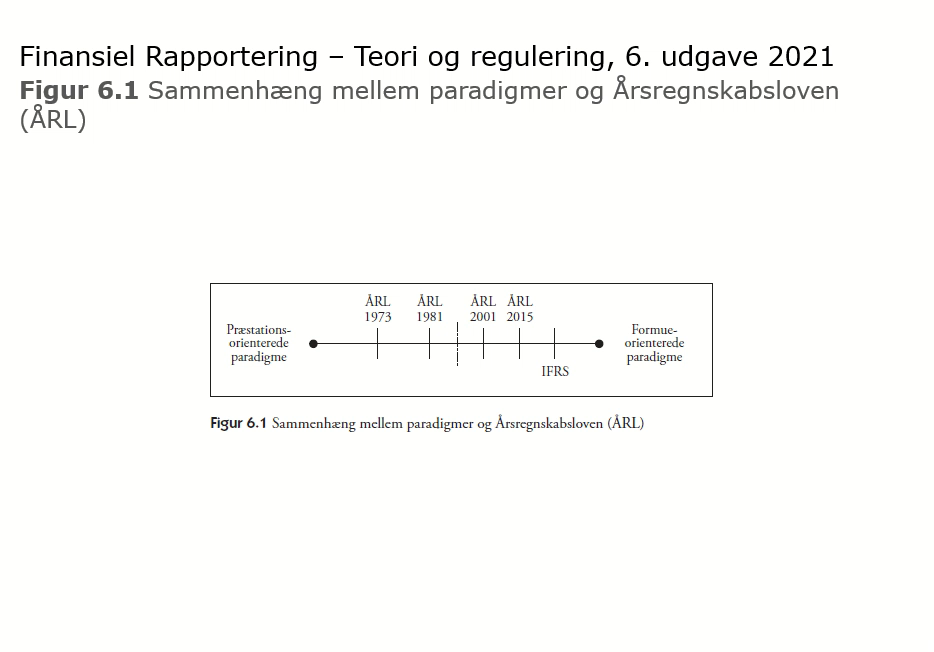 Finansiel Rapportering – Teori og regulering, 6. udgave 2021
Figur 6.1 Sammenhæng mellem paradigmer og Årsregnskabsloven
(ÅRL)
ÅRL ÅRL ÅRL ÅRL
1973 1981 2001 2015
Præstations-
orienterede
paradigme
Formue-
orienterede
paradigme
IFRS
Figur 6.1 Sammenhæng mellem paradigmer og Årsregnskabsloven (ÅRL)